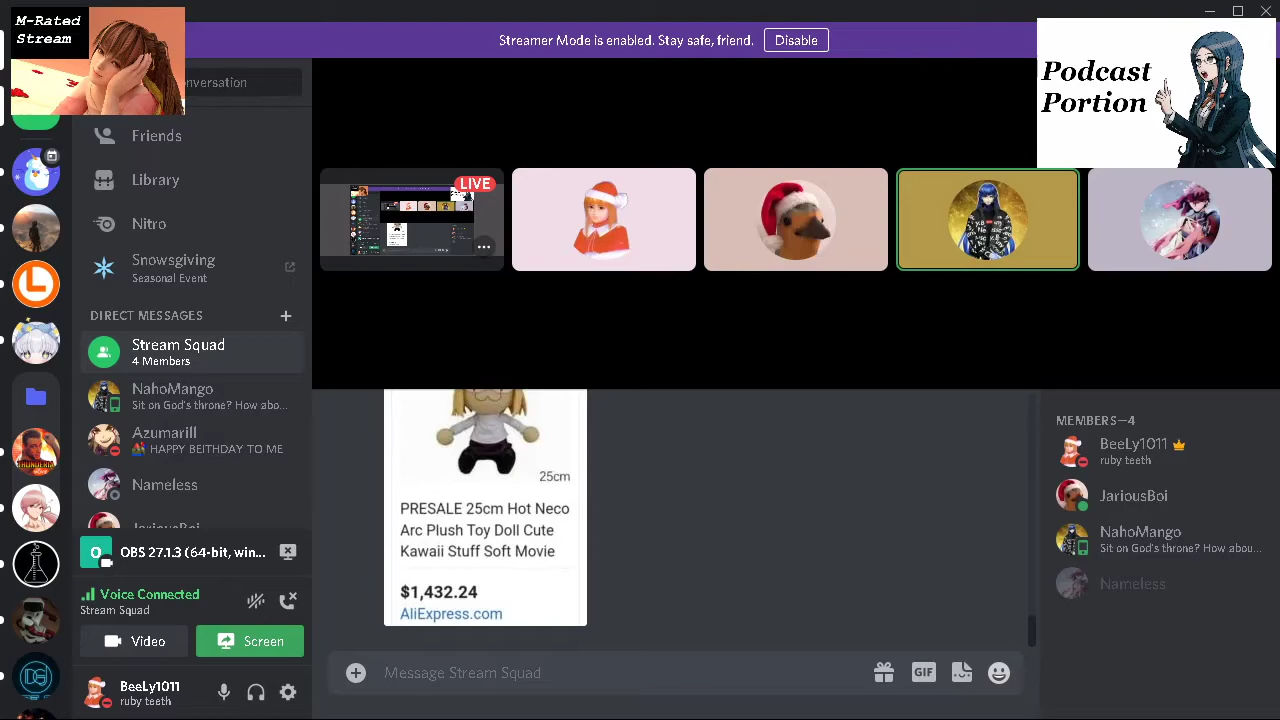 M-Rated
Stream
Streamer Mode is enabled. Stay safe, friend.
Disable
Podcast
Portion
onversation
Friends
Library
Nitro
Snowsgiving
Seasonal Event
DIRECT MESSAGES
Stream Squad
4 Members
NahoMango
Sit on God's throne? How abo...
Azumarill
HAPPY BEITHDAY TO ME
Nameless
JariousBoi
OBS 27.1.3 (64-bit, win...
Voice Connected
Stream Squad
Video
Screen
BeeLy1011
ruby teeth
LIVE
25cm
PRESALE 25cm Hot Neco
Arc Plush Toy Doll Cute
Kawaii Stuff Soft Movie
$1,432.24
AliExpress.com
Message Stream Squad
GIF
MEMBERS—4
BeeLy1011
ruby teeth
JariousBoi
NahoMango
Sit on God's throne? How abou...
Nameless